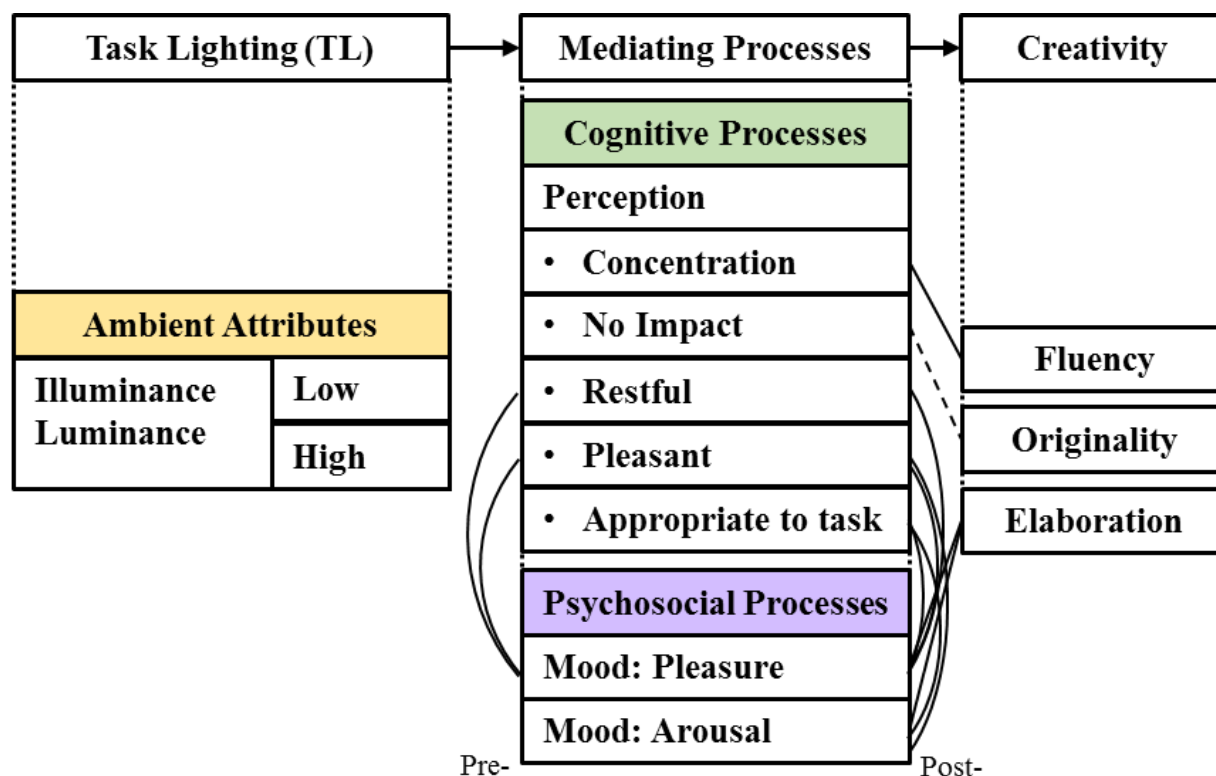 Task Lighting (TL)
Mediating Processes
Creativity
Cognitive Processes
Perception
• Concentration
• No Impact
• Restful
• Pleasant
• Appropriate to task
Ambient Attributes
Illuminance
Luminance
Low
High
Fluency
Originality
Elaboration
Psychosocial Processes
Mood: Pleasure
Mood: Arousal
Pre-
Post-